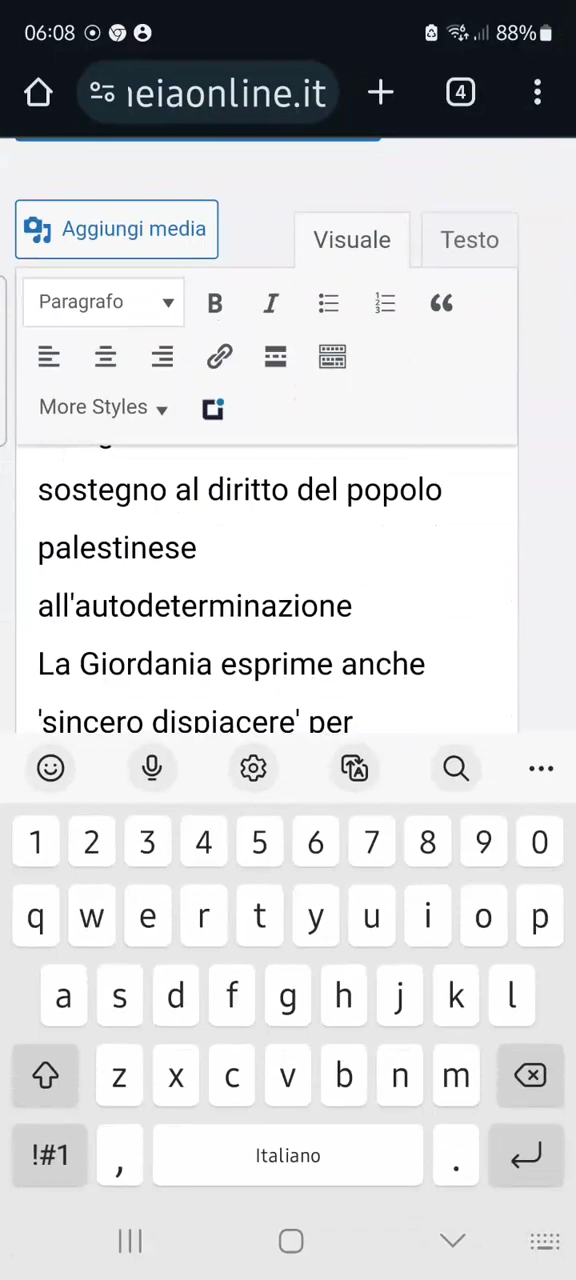 06:08
88%
neiaonline.it
4
Aggiungi media
Visuale
Testo
Paragrafo
B
I
More Styles
sostegno al diritto del popolo
palestinese
all'autodeterminazione
La Giordania esprime anche
'sincero dispiacere' per
1 2 3 4 5 6 7 8 9 0
q w e r t y u i o p
a s d f g h j k l
z x c v b n m
!#1 , Italiano .